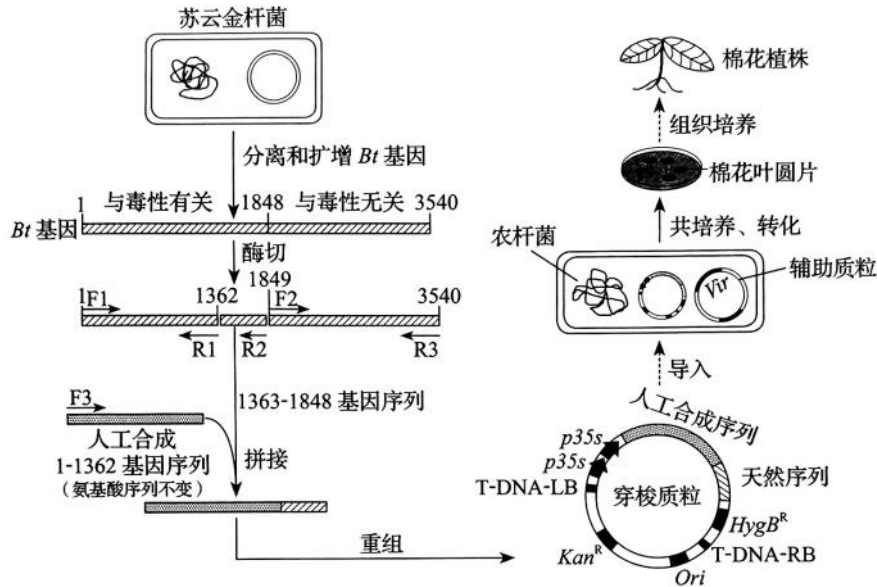 苏云金杆菌
分离和扩增 Bt 基因
1 与毒性有关 1848 与毒性无关 3540
Bt 基因
酶切
1 F1 1362 1849 F2 3540
R1 R2 R3
F3
1363-1848 基因序列
人工合成
1-1362 基因序列
(氨基酸序列不变)
拼接
重组
棉花植株
组织培养
棉花叶圆片
共培养、转化
农杆菌
辅助质粒
Vir
导入
人工合成序列
p35s
p35s
天然序列
T-DNA-LB
穿梭质粒
HygBᴿ
T-DNA-RB
Kanᴿ
Ori